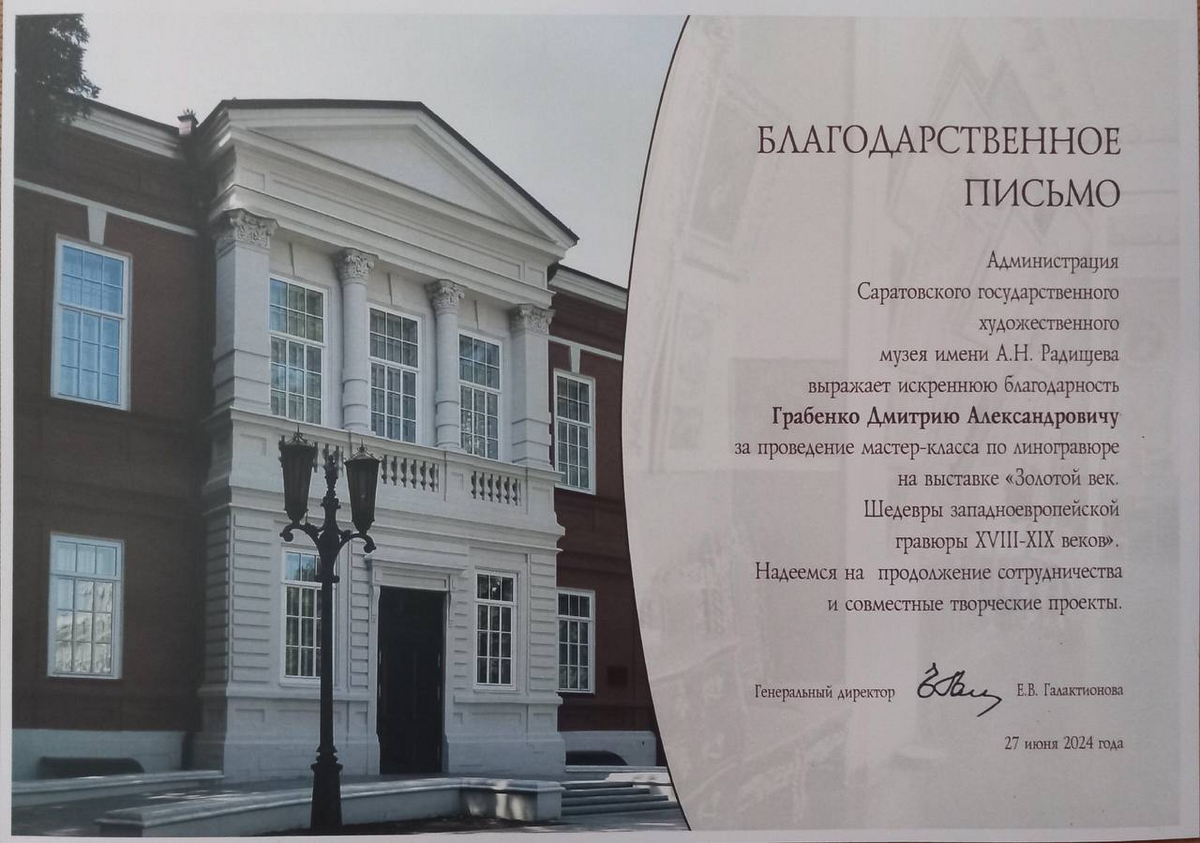 БЛАГОДАРСТВЕННОЕ
ПИСЬМО
Администрация
Саратовского государственного
художественного
музея имени А.Н. Радищева
выражает искреннюю благодарность
Грабенко Дмитрию Александровичу
за проведение мастер-класса по линогравюре
на выставке «Золотой век.
Шедевры западноевропейской
гравюры XVIII-XIX веков».
Надеемся на продолжение сотрудничества
и совместные творческие проекты.
Генеральный директор Е.В. Галактионова
27 июня 2024 года